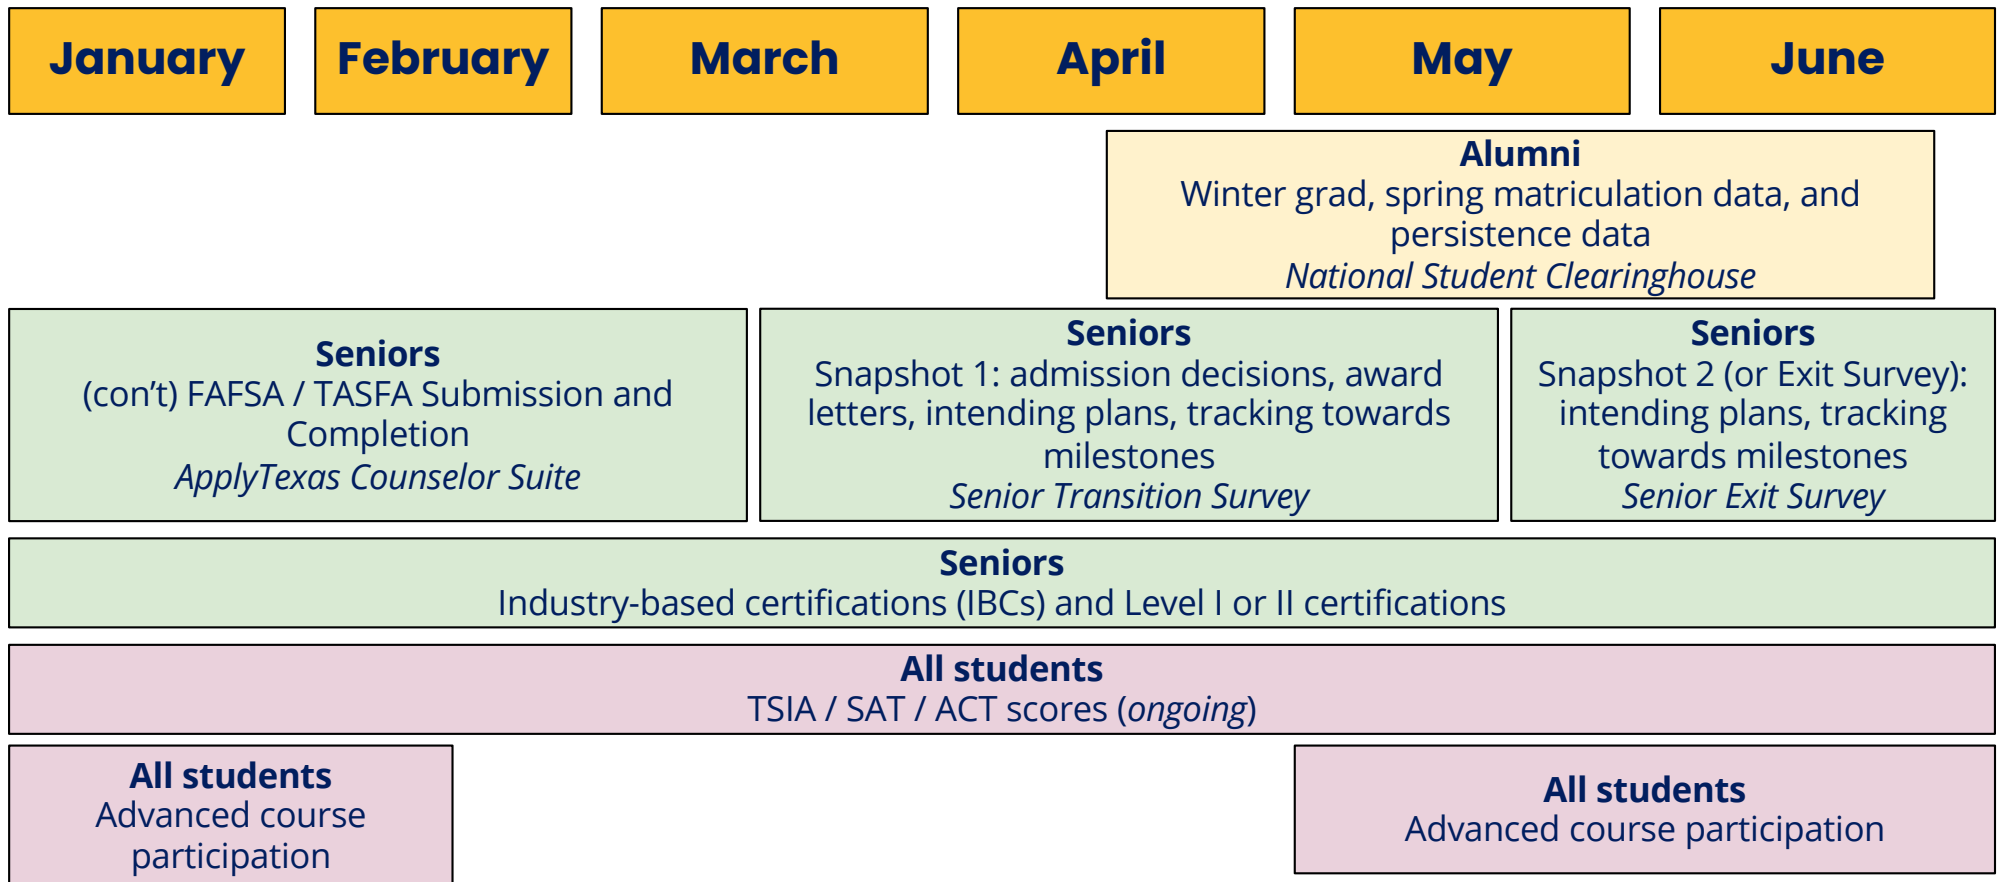 January
February
March
April
May
June
Alumni
Winter grad, spring matriculation data, and
persistence data
National Student Clearinghouse
Seniors
(con’t) FAFSA / TASFA Submission and
Completion
ApplyTexas Counselor Suite
Seniors
Snapshot 1: admission decisions, award
letters, intending plans, tracking towards
milestones
Senior Transition Survey
Seniors
Snapshot 2 (or Exit Survey):
intending plans, tracking
towards milestones
Senior Exit Survey
Seniors
Industry-based certifications (IBCs) and Level I or II certifications
All students
TSIA / SAT / ACT scores (ongoing)
All students
Advanced course
participation
All students
Advanced course participation